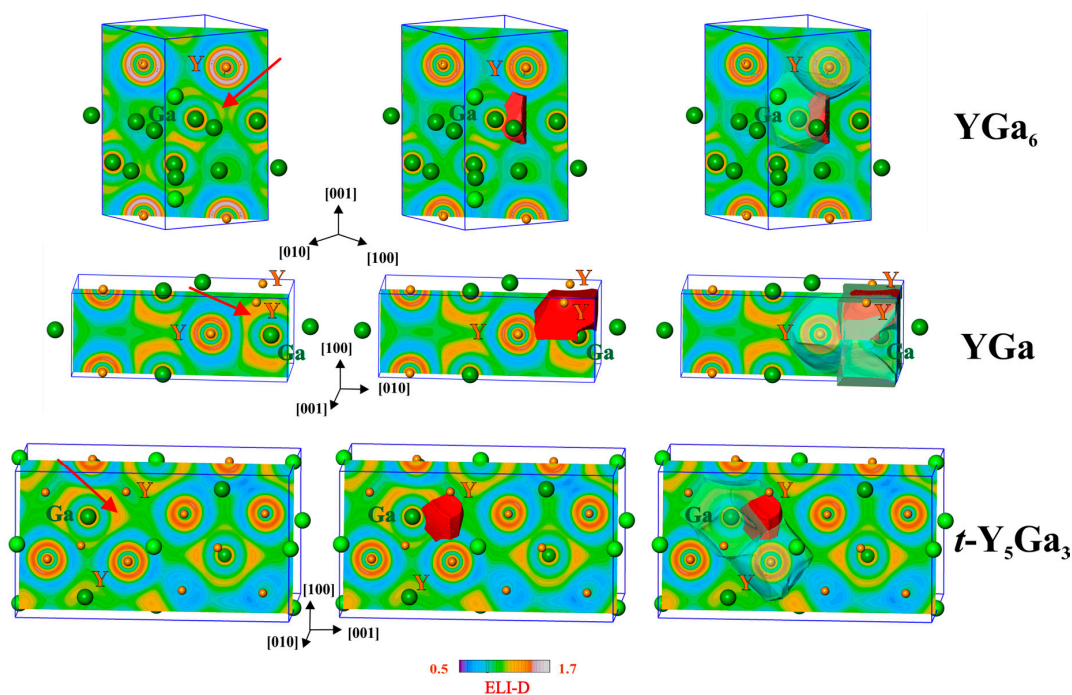 Y Y Y
Ga Ga Ga
YGa6
[001]
[010] [100]
Y Y Y
Y Y Y
Y Y Y
Ga Ga Ga
YGa
[100]
[010]
[001]
Y Y Y
Ga Ga Ga
t-Y5Ga3
Y Y Y
[100]
[001]
[010]
0.5 1.7
ELI-D